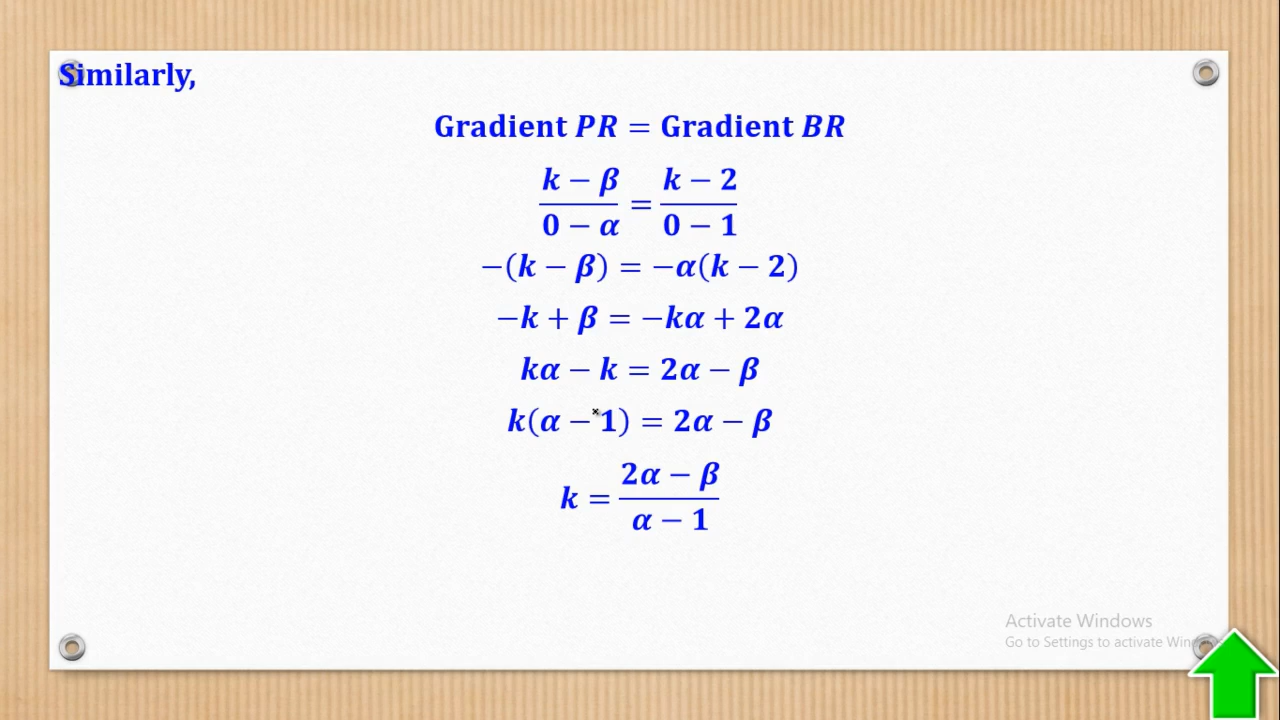 Similarly,
Gradient PR = Gradient BR
k − β / 0 − α = k − 2 / 0 − 1
−(k − β) = −α(k − 2)
−k + β = −kα + 2α
kα − k = 2α − β
k(α − 1) = 2α − β
k = 2α − β / α − 1
Activate Windows
Go to Settings to activate Windows.